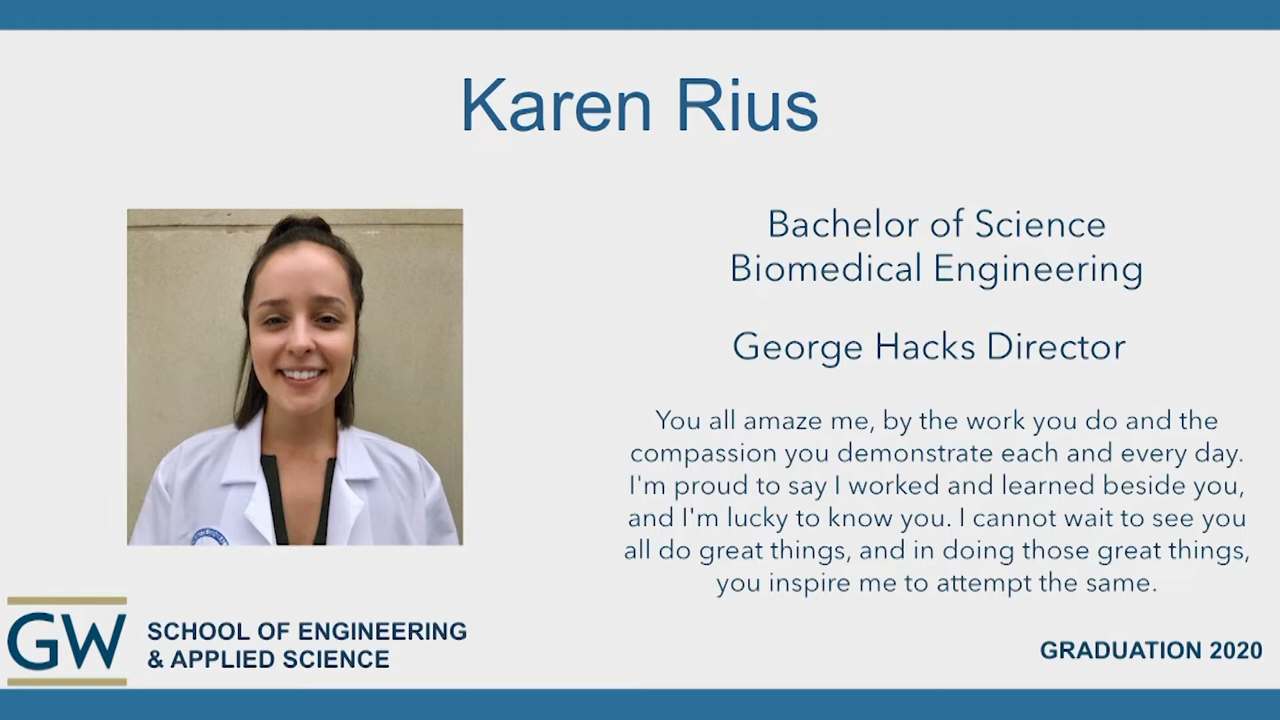 Karen Rius
Bachelor of Science
Biomedical Engineering
George Hacks Director
You all amaze me, by the work you do and the
compassion you demonstrate each and every day.
I'm proud to say I worked and learned beside you,
and I'm lucky to know you. I cannot wait to see you
all do great things, and in doing those great things,
you inspire me to attempt the same.
GW
SCHOOL OF ENGINEERING
& APPLIED SCIENCE
GRADUATION 2020